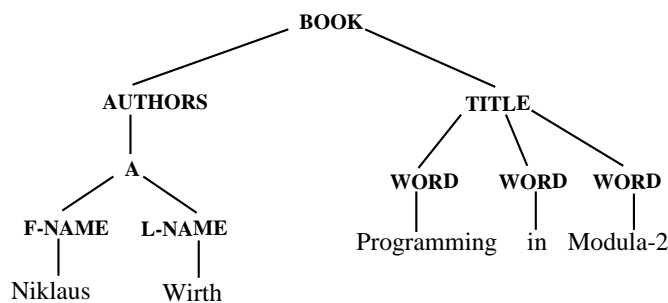 BOOK
AUTHORS TITLE
A WORD WORD WORD
F-NAME L-NAME Programming in Modula-2
Niklaus Wirth